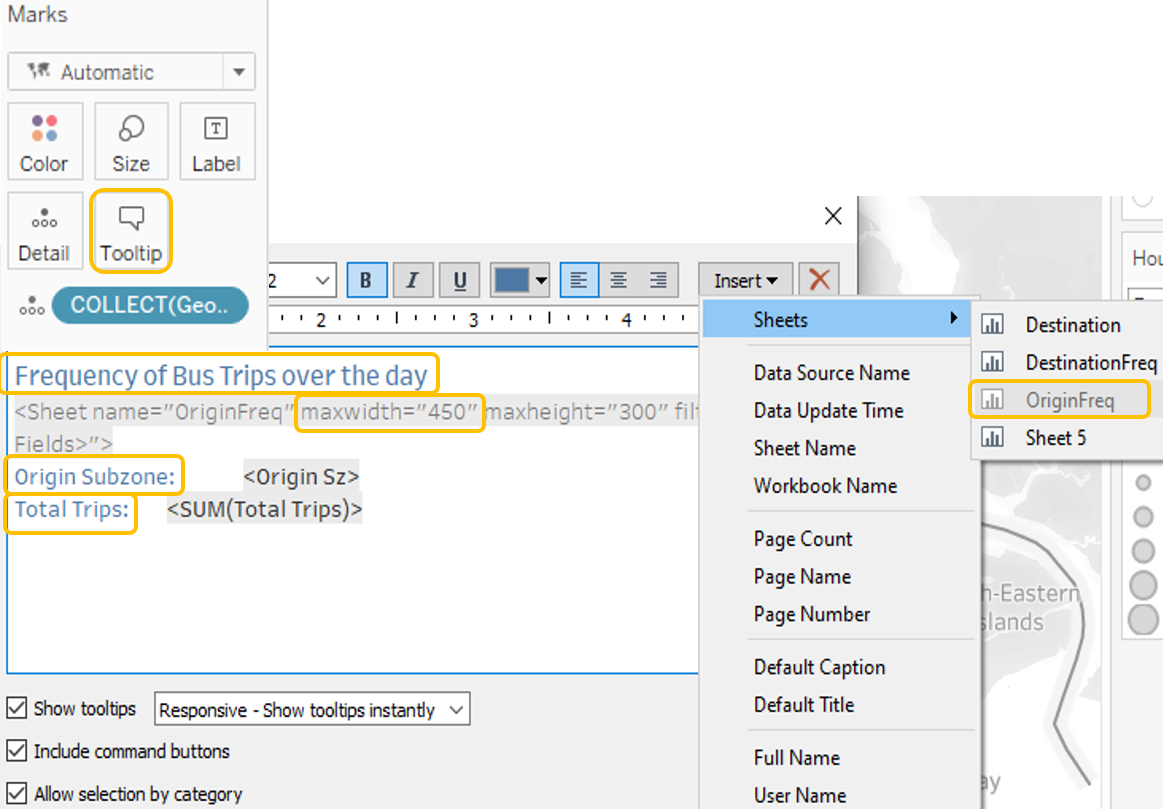 Marks
Automatic
Color Size Label
Detail Tooltip
COLLECT(Geo..
2 B I U Insert
2 3 4
Frequency of Bus Trips over the day
<Sheet name="OriginFreq" maxwidth="450" maxheight="300" filt
Fields>">
Origin Subzone: <Origin Sz>
Total Trips: <SUM(Total Trips)>
Show tooltips Responsive - Show tooltips instantly
Include command buttons
Allow selection by category
Sheets
Data Source Name
Data Update Time
Sheet Name
Workbook Name
Page Count
Page Name
Page Number
Default Caption
Default Title
Full Name
User Name
Destination
DestinationFreq
OriginFreq
Sheet 5
Hou
h-Eastern
slands
ay